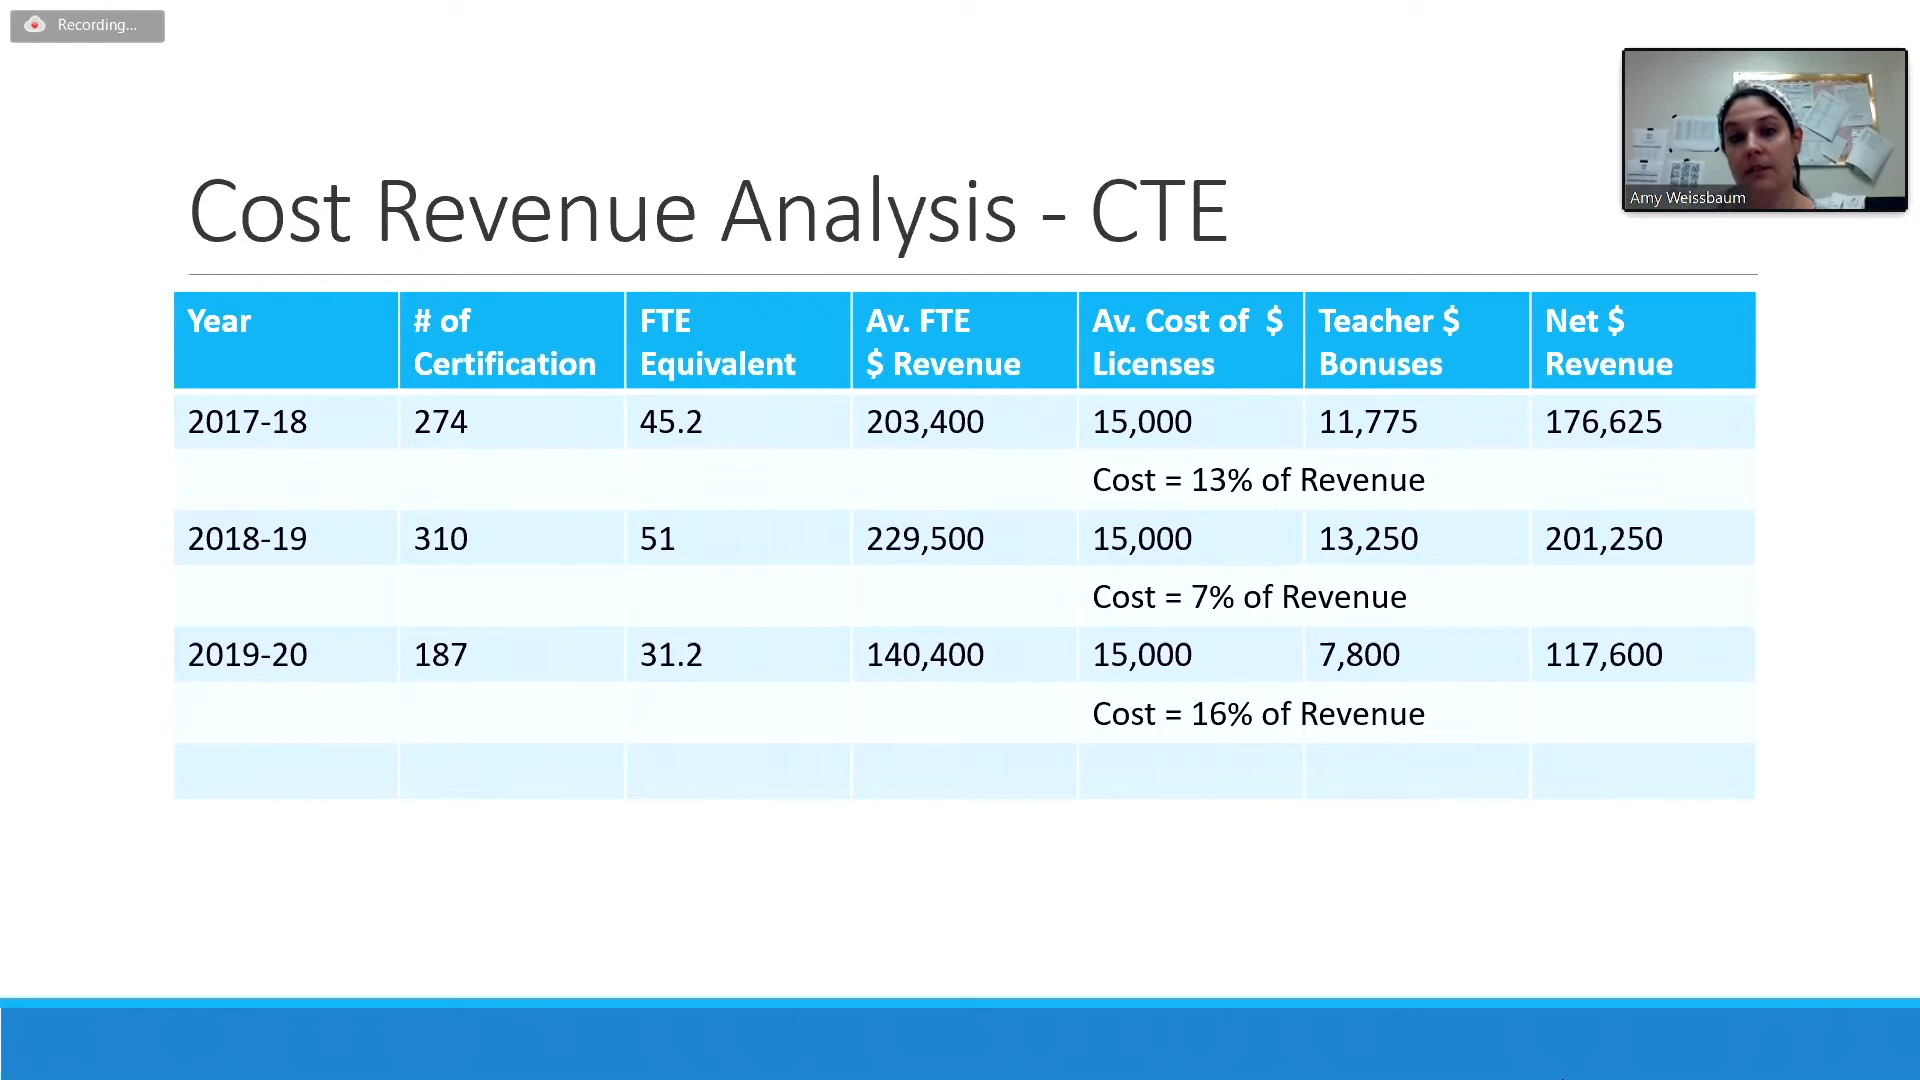 Recording...
Amy Weissbaum
Cost Revenue Analysis - CTE
Year # of Certification FTE Equivalent Av. FTE $ Revenue Av. Cost of $ Licenses Teacher $ Bonuses Net $ Revenue
2017-18 274 45.2 203,400 15,000 11,775 176,625
Cost = 13% of Revenue
2018-19 310 51 229,500 15,000 13,250 201,250
Cost = 7% of Revenue
2019-20 187 31.2 140,400 15,000 7,800 117,600
Cost = 16% of Revenue